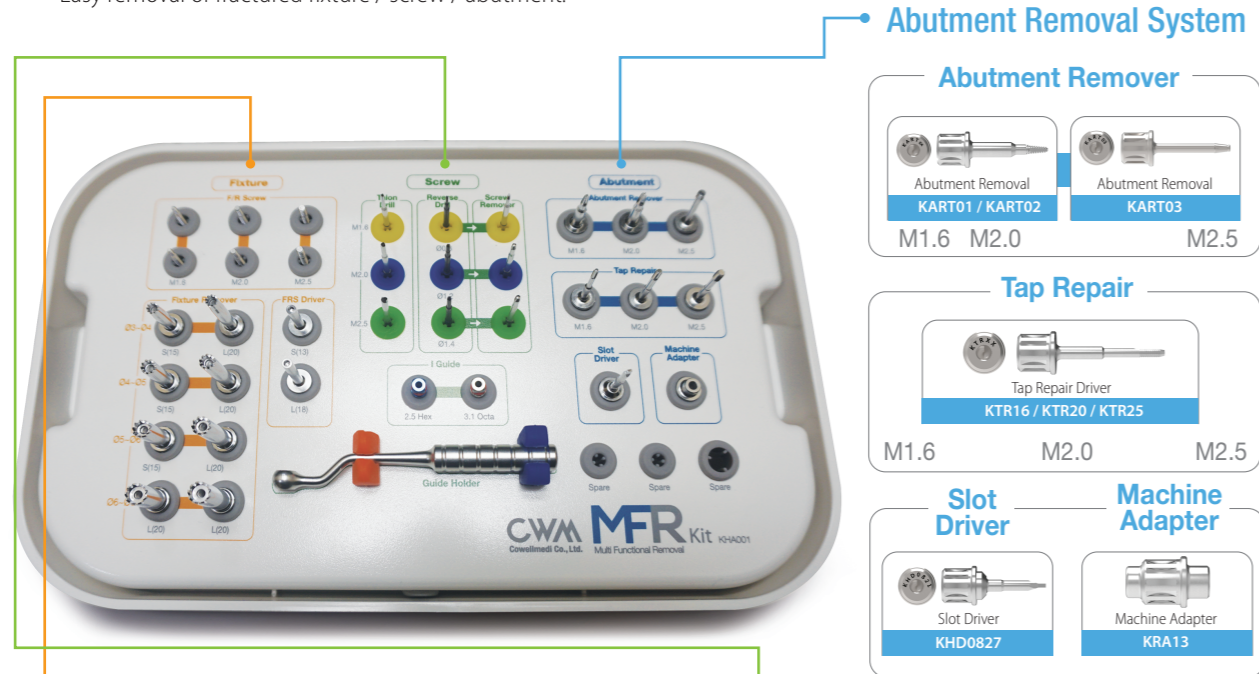 Easy removal of fractured fixture / screw / abutment.
Abutment Removal System
Abutment Remover
KART03
Abutment Removal
Abutment Removal
KART01 / KART02
KART03
M1.6 M2.0 M2.5
Tap Repair
KTRXX
Tap Repair Driver
KTR16 / KTR20 / KTR25
M1.6 M2.0 M2.5
Slot Driver
Machine Adapter
KHD0827
Slot Driver
Machine Adapter
KHD0827
KRA13
Fixture
F/R Screw
M1.6 M2.0 M2.5
Fixture Remover
FRS Driver
Ø3~Ø4
S(15) L(20)
S(13)
Ø4~Ø5
S(15) L(20)
L(18)
S(15) L(20)
L(20) L(20)
Screw
Reverse
Screw
Remover
M1.6
M2.0
M2.5
Ø1.4
I Guide
2.5 Hex 3.1 Octa
Guide Holder
Abutment
Abutment Remover
M1.6 M2.0 M2.5
Tap Repair
M1.6 M2.0 M2.5
Slot
Driver
Machine
Adapter
Spare Spare Spare
CWM MFR Kit KHA001
Cowellmedi Co., Ltd. Multi Functional Removal